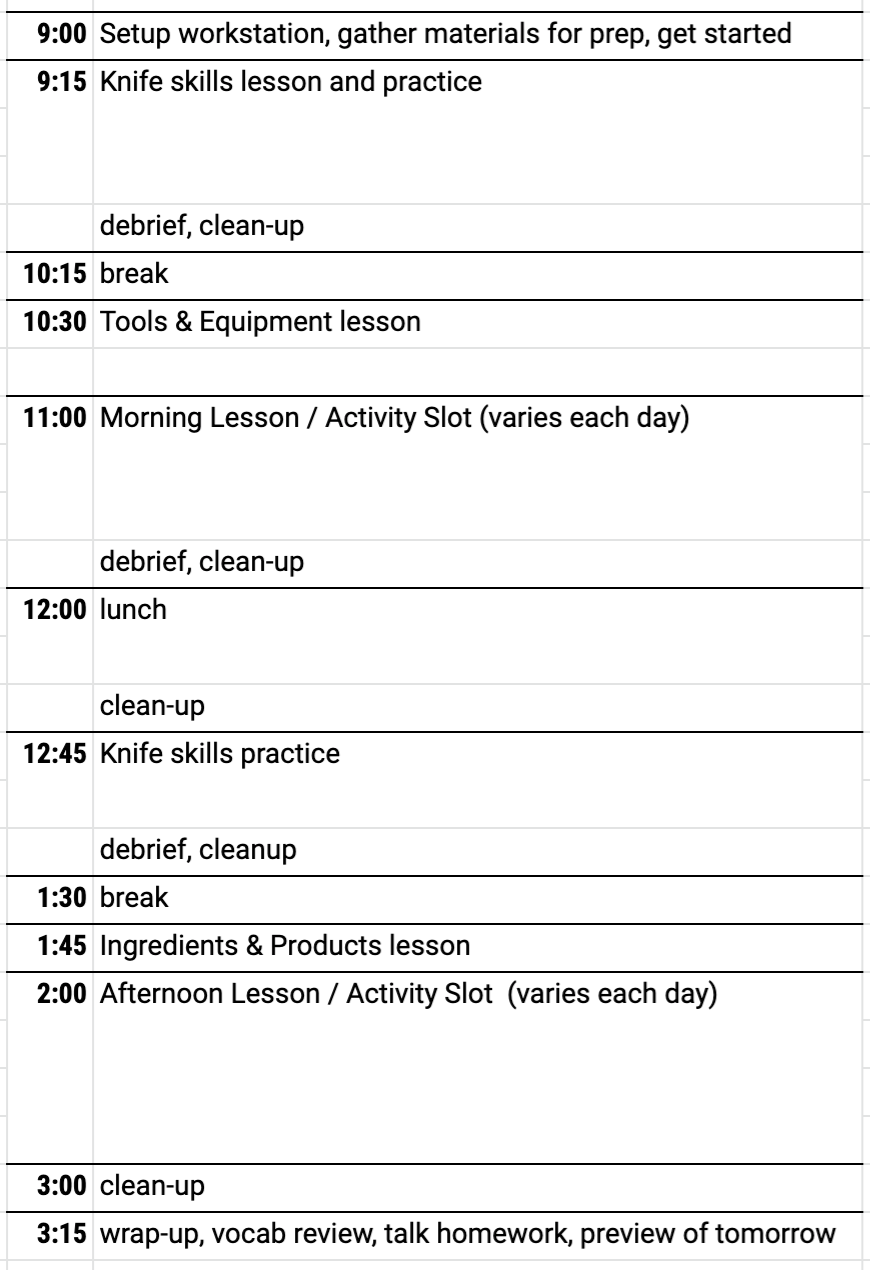 9:00 Setup workstation, gather materials for prep, get started
9:15 Knife skills lesson and practice
debrief, clean-up
10:15 break
10:30 Tools & Equipment lesson
11:00 Morning Lesson / Activity Slot (varies each day)
debrief, clean-up
12:00 lunch
clean-up
12:45 Knife skills practice
debrief, cleanup
1:30 break
1:45 Ingredients & Products lesson
2:00 Afternoon Lesson / Activity Slot  (varies each day)
3:00 clean-up
3:15 wrap-up, vocab review, talk homework, preview of tomorrow